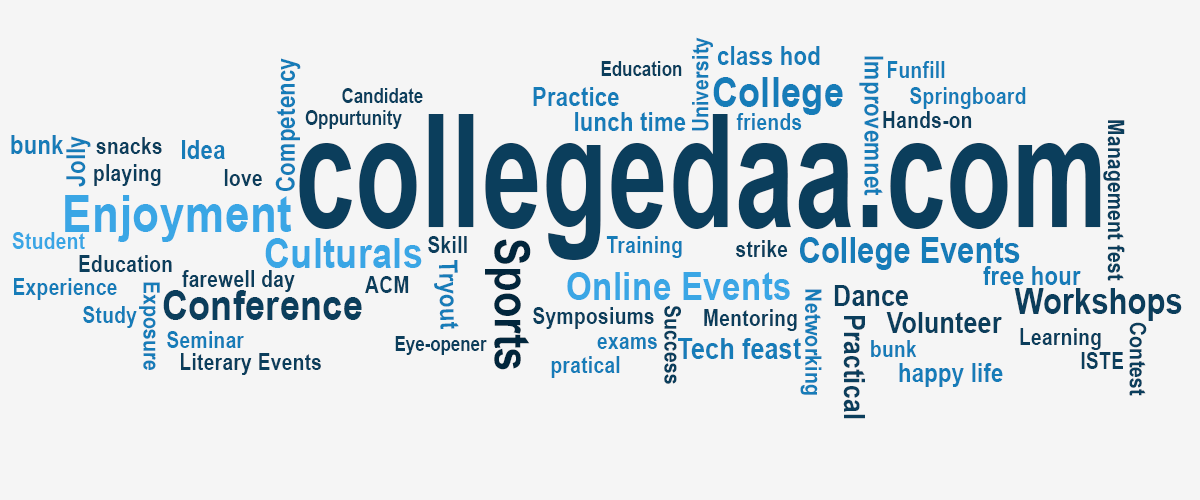 Education
University
class hod
Improvemnet
Funfill
Competency
Candidate
Practice
College
Springboard
Oppurtunity
lunch time
friends
Hands-on
bunk
Jolly
snacks
Idea
playing
love
collegedaa.com
Management fest
Enjoyment
Student
Culturals
Skill
Sports
Training
strike
College Events
Education
farewell day
ACM
Tryout
Online Events
free hour
Experience
Exposure
Conference
Networking
Dance
Workshops
Study
Symposiums
Success
Mentoring
Practical
Volunteer
Seminar
Eye-opener
exams
Tech feast
bunk
Learning
Contest
Literary Events
pratical
happy life
ISTE